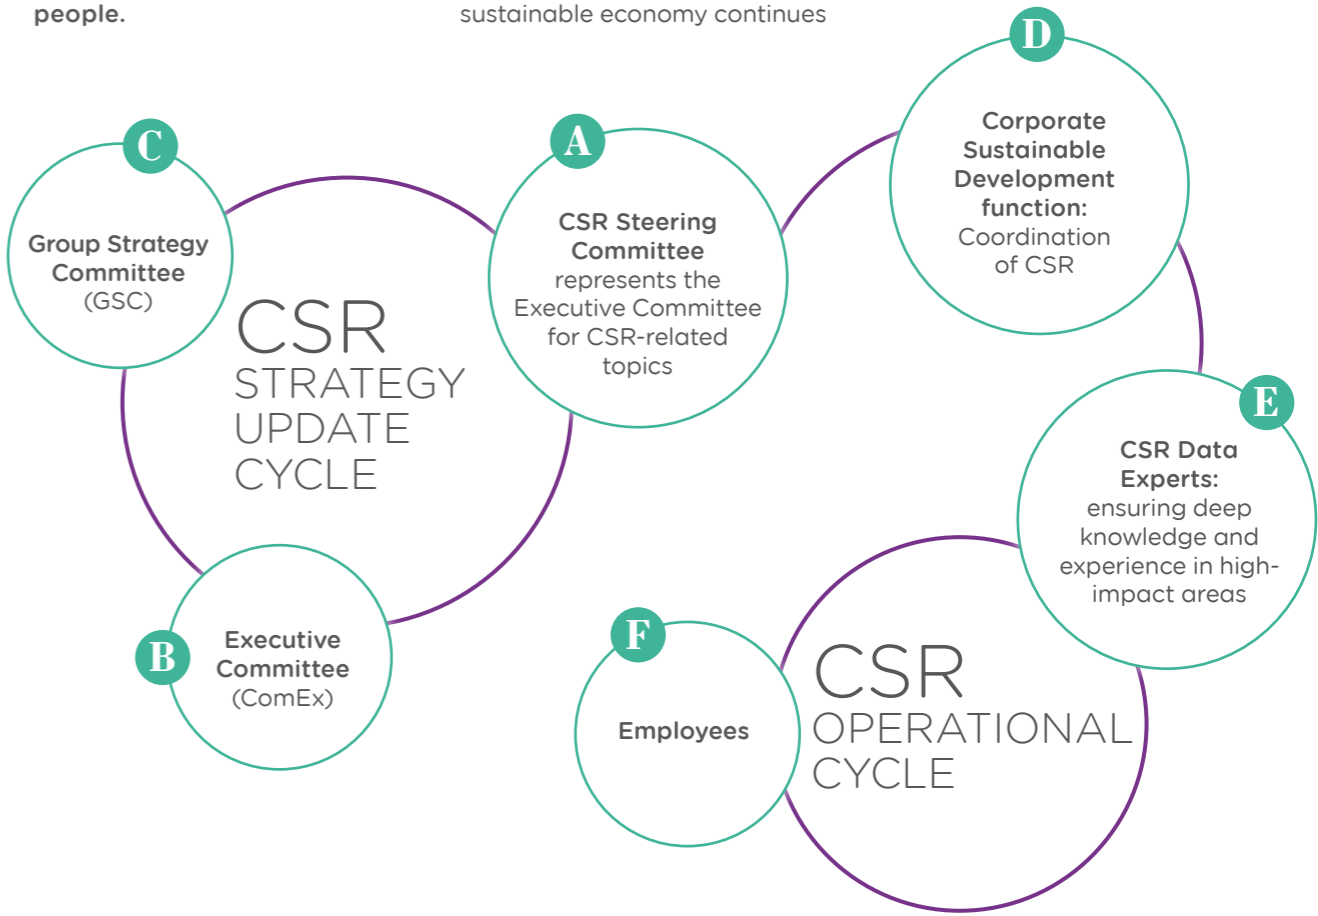 people.
sustainable economy continues
C
Group Strategy
Committee
(GSC)
CSR
STRATEGY
UPDATE
CYCLE
B
Executive
Committee
(ComEx)
A
CSR Steering
Committee
represents the
Executive Committee
for CSR-related
topics
D
Corporate
Sustainable
Development
function:
Coordination
of CSR
E
CSR Data
Experts:
ensuring deep
knowledge and
experience in high-
impact areas
F
Employees
CSR
OPERATIONAL
CYCLE